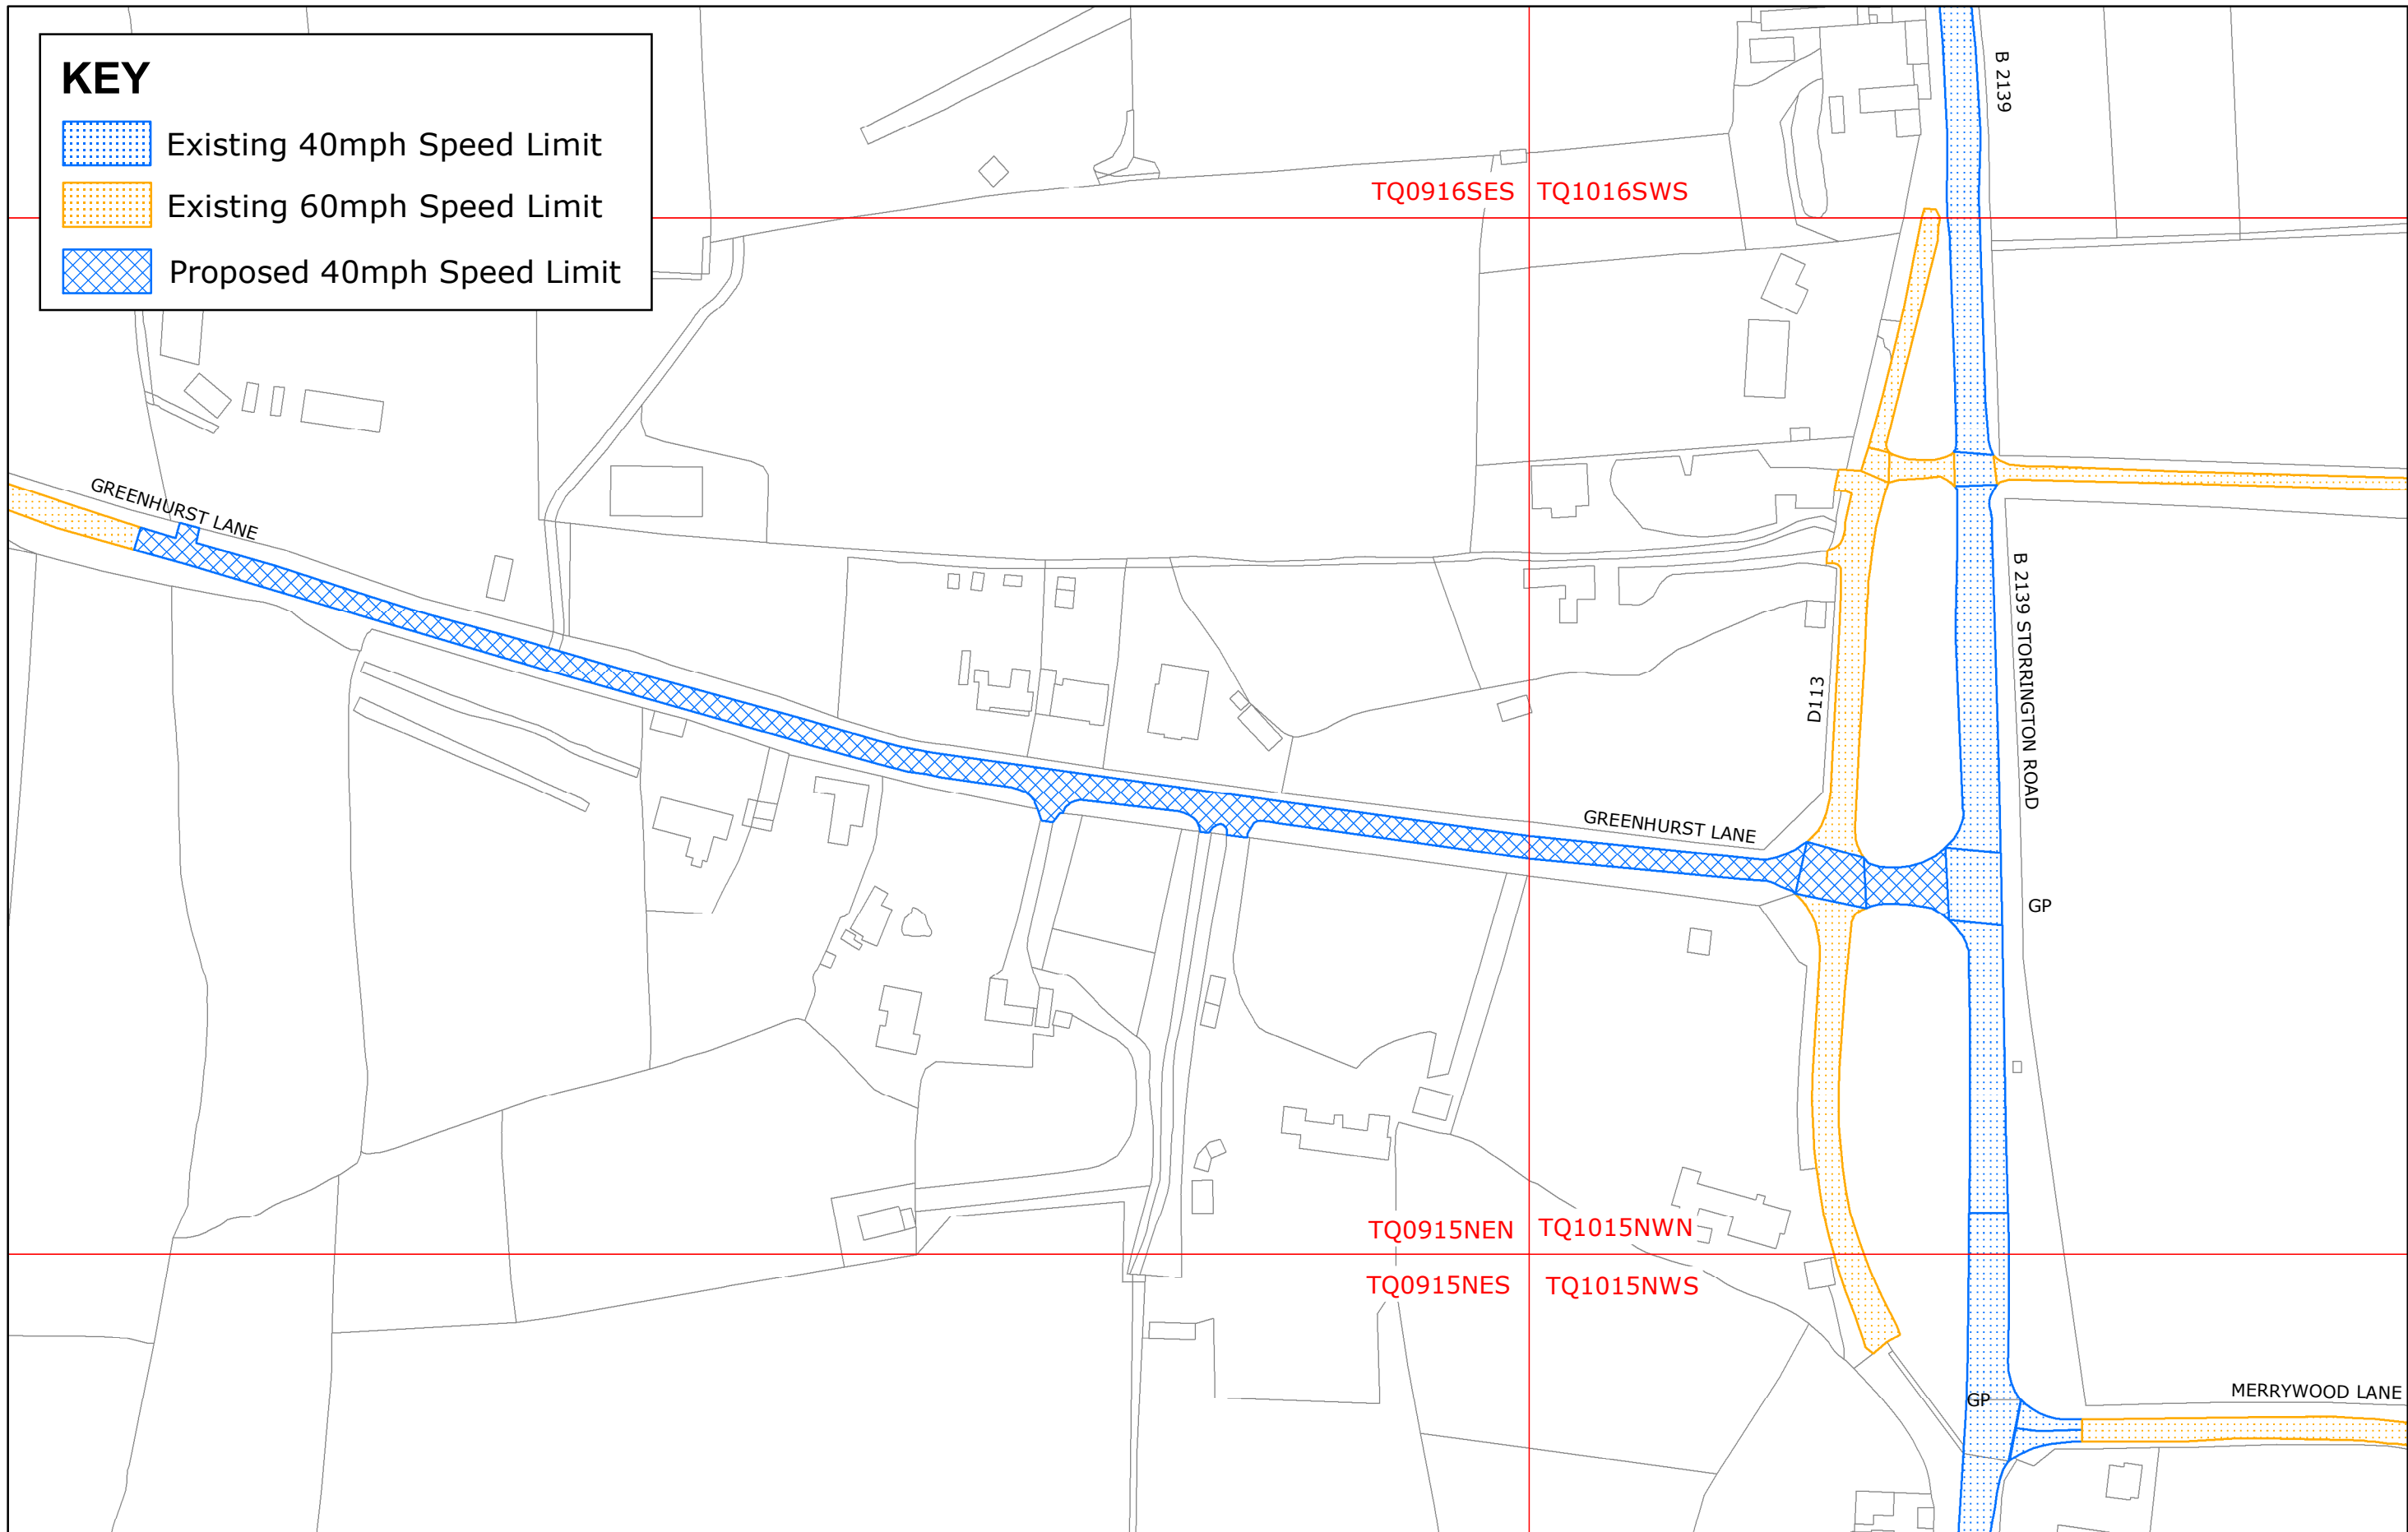 KEY
Existing 40mph Speed Limit
Existing 60mph Speed Limit
Proposed 40mph Speed Limit
B 2139
TQ0916SES
TQ1016SWS
GREENHURST LANE
B 2139 STORRINGTON ROAD
D113
GREENHURST LANE
GP
TQ0915NEN
TQ1015NWN
TQ0915NES
TQ1015NWS
MERRYWOOD LANE
GP